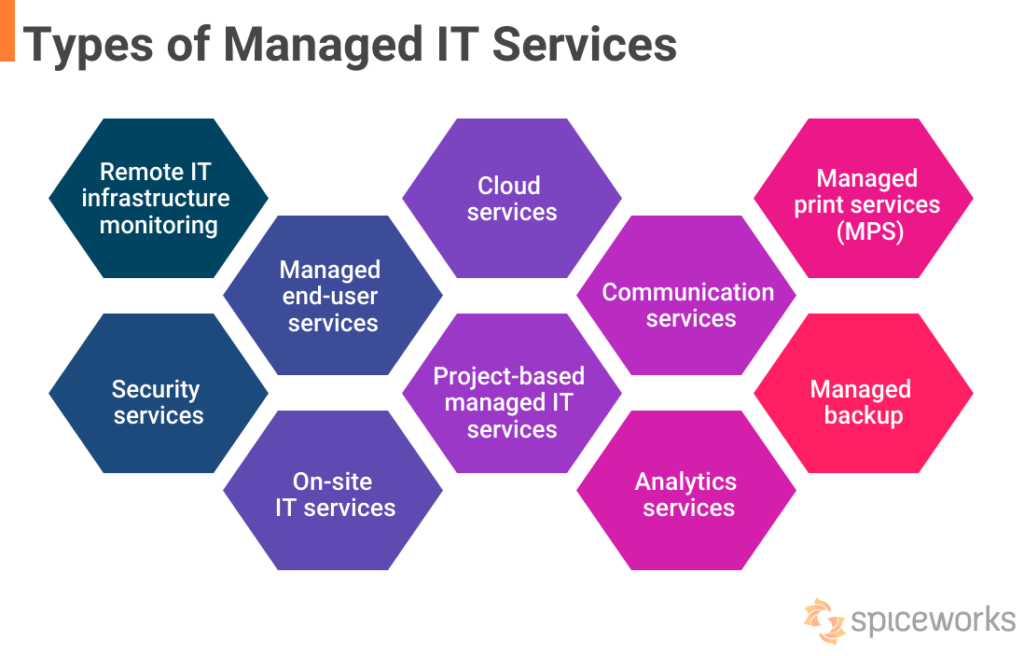 Types of Managed IT Services
Remote IT
infrastructure
monitoring
Cloud
services
Managed
print services
(MPS)
Managed
end-user
services
Communication
services
Security
services
Project-based
managed IT
services
Managed
backup
On-site
IT services
Analytics
services
spiceworks